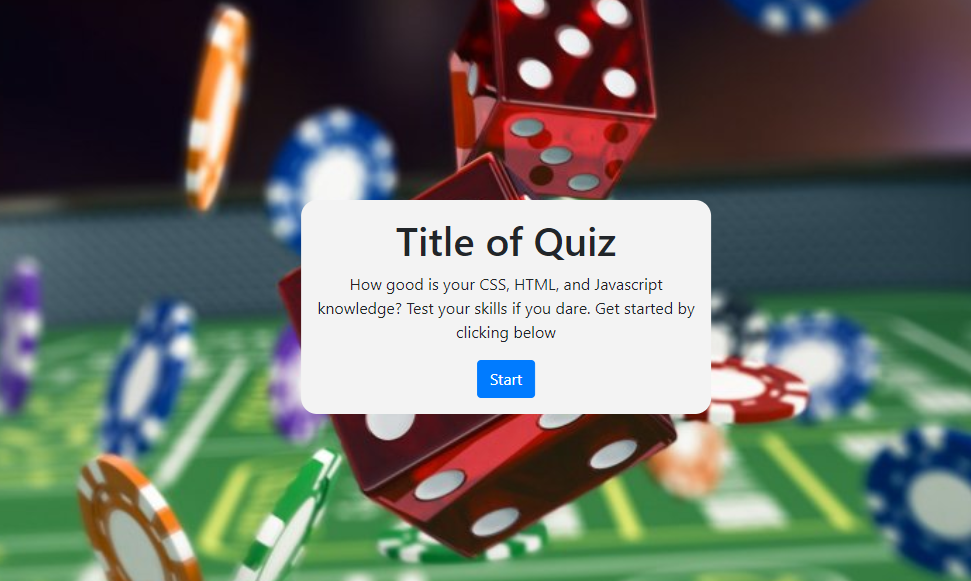 Title of Quiz
How good is your CSS, HTML, and Javascript
knowledge? Test your skills if you dare. Get started by
clicking below
Start